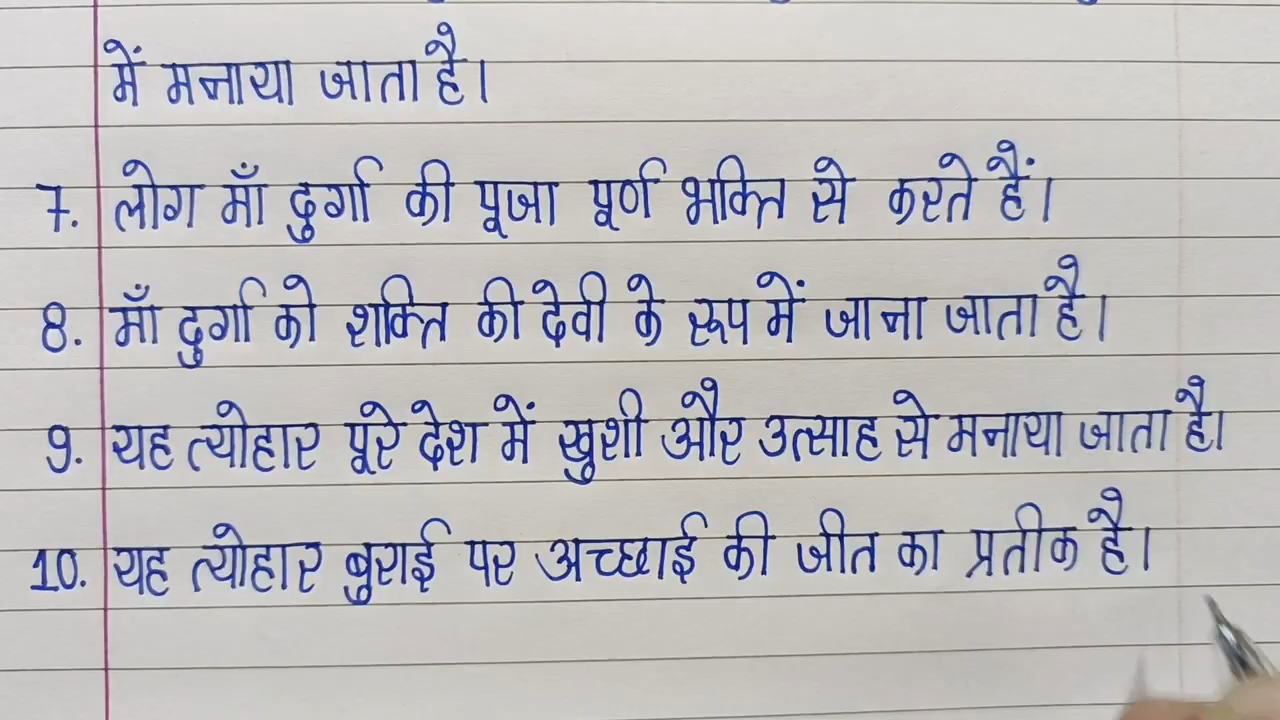 में मनाया जाता है।
7. लोग माँ दुर्गा की पूजा पूर्ण भक्ति से करते हैं।
8. माँ दुर्गा को शक्ति की देवी के रूप में जाना जाता है।
9. यह त्योहार पूरे देश में खुशी और उत्साह से मनाया जाता है।
10. यह त्योहार बुराई पर अच्छाई की जीत का प्रतीक है।